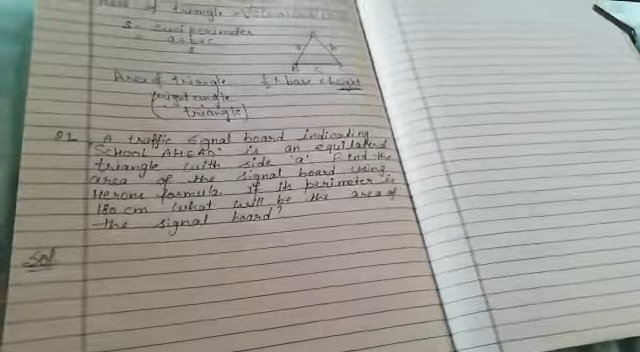 of triangle =
S = Semi perimeter
= a+b+c
2
A
B C
Area of triangle ½ × base × height
(right angle
triangle)
Q1. A traffic signal board indicating
"SCHOOL AHEAD" is an equilateral
triangle with side 'a'. Find the
area of the signal board using
Herons formula. If its perimeter is
180 cm what will be the area of
the signal board?
Sol